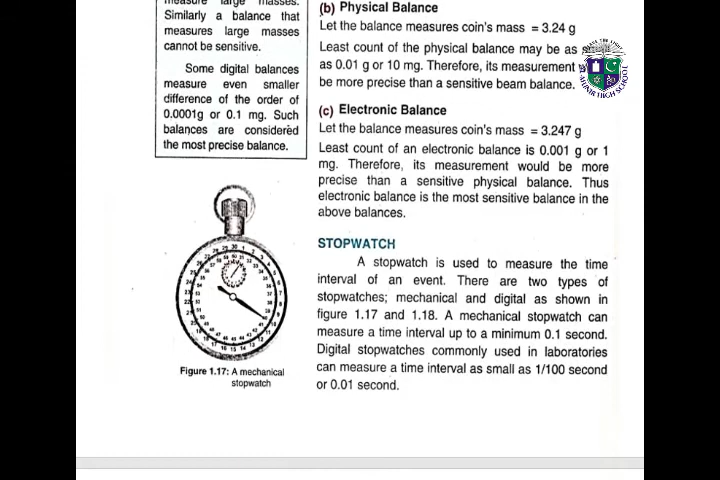 measure large masses.
Similarly a balance that
measures large masses
cannot be sensitive.
Some digital balances
measure even smaller
difference of the order of
0.0001g or 0.1 mg. Such
balances are considered
the most precise balance.
Figure 1.17: A mechanical
stopwatch
(b) Physical Balance
Let the balance measures coin's mass = 3.24 g
Least count of the physical balance may be as
as 0.01 g or 10 mg. Therefore, its measurement
be more precise than a sensitive beam balance.
(c) Electronic Balance
Let the balance measures coin's mass = 3.247 g
Least count of an electronic balance is 0.001 g or 1
mg. Therefore, its measurement would be more
precise than a sensitive physical balance. Thus
electronic balance is the most sensitive balance in the
above balances.
STOPWATCH
A stopwatch is used to measure the time
interval of an event. There are two types of
stopwatches; mechanical and digital as shown in
figure 1.17 and 1.18. A mechanical stopwatch can
measure a time interval up to a minimum 0.1 second.
Digital stopwatches commonly used in laboratories
can measure a time interval as small as 1/100 second
or 0.01 second.